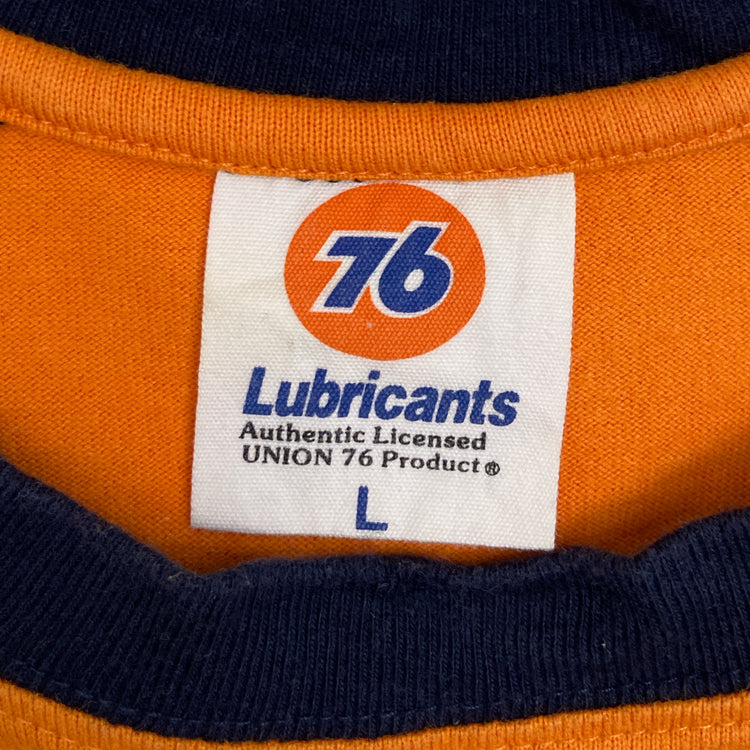 76
Lubricants
Authentic Licensed
UNION 76 Product®
L